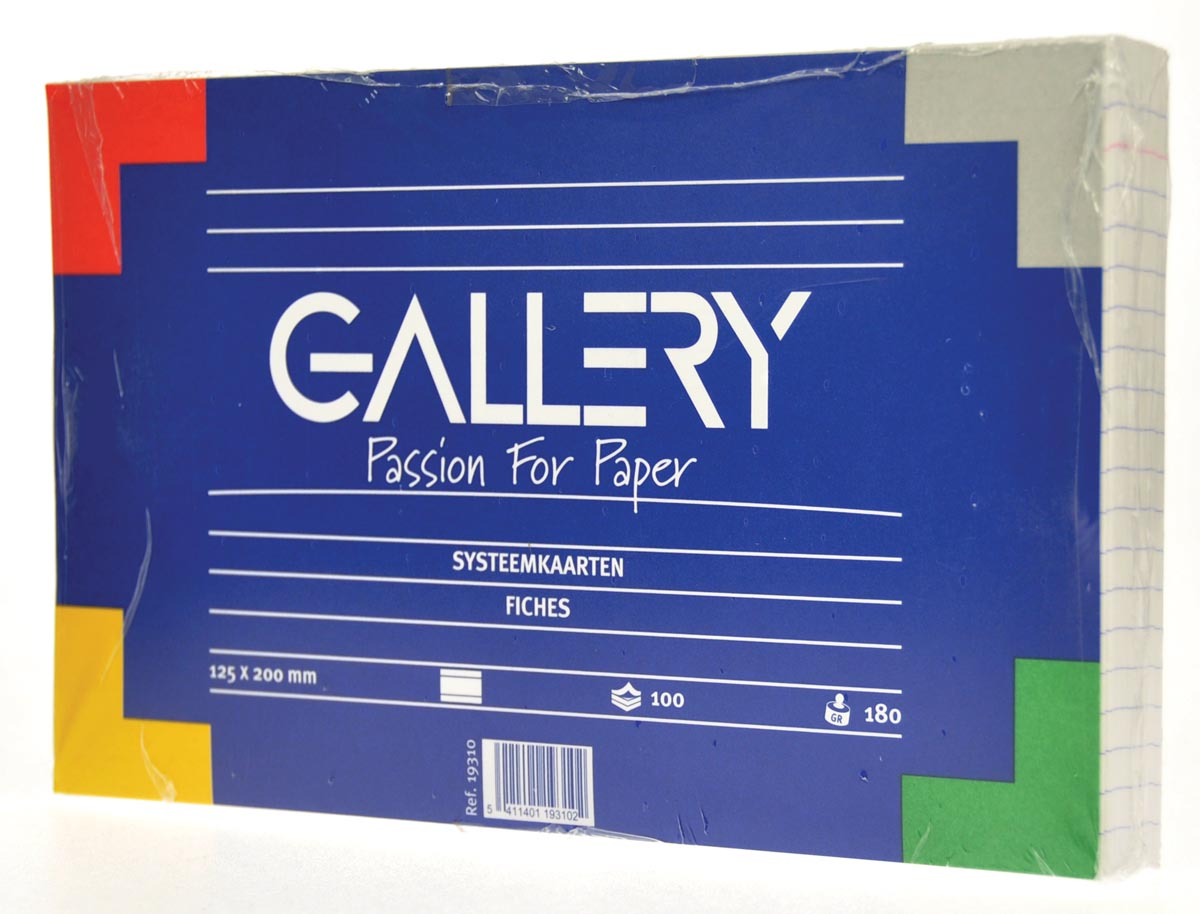 GALLERY
Passion For Paper
SYSTEEMKAARTEN
FICHES
125 X 200 mm
100
GR
180
Ref. 19310
5 411401 193102